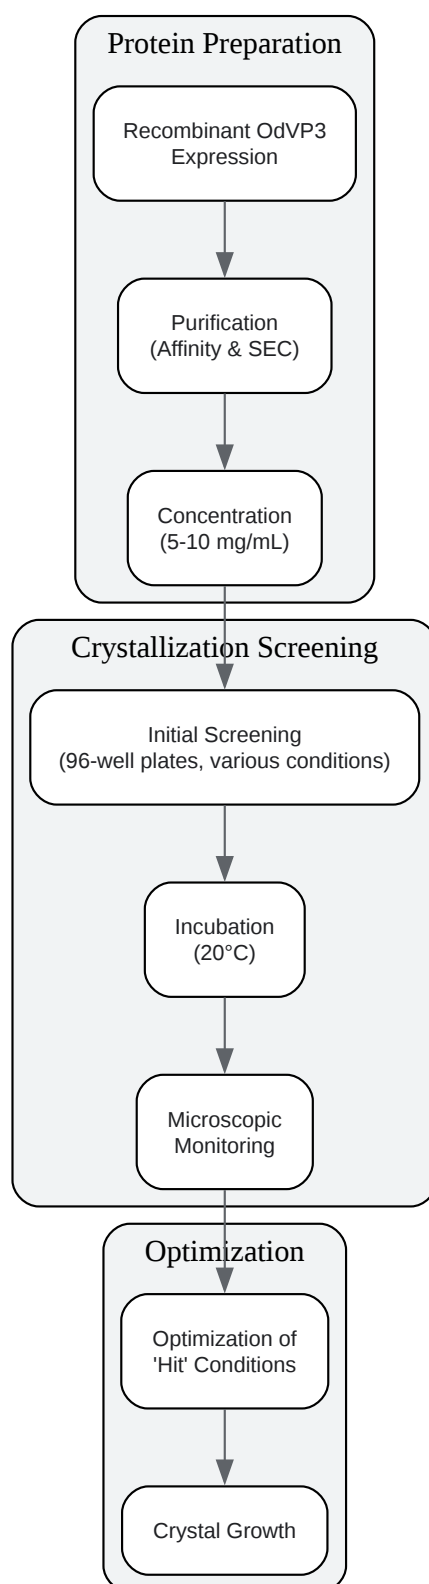 Protein Preparation
Recombinant OdVP3
Expression
Purification
(Affinity & SEC)
Concentration
(5-10 mg/mL)
Crystallization Screening
Initial Screening
(96-well plates, various conditions)
Incubation
(20°C)
Microscopic
Monitoring
Optimization
Optimization of
'Hit' Conditions
Crystal Growth